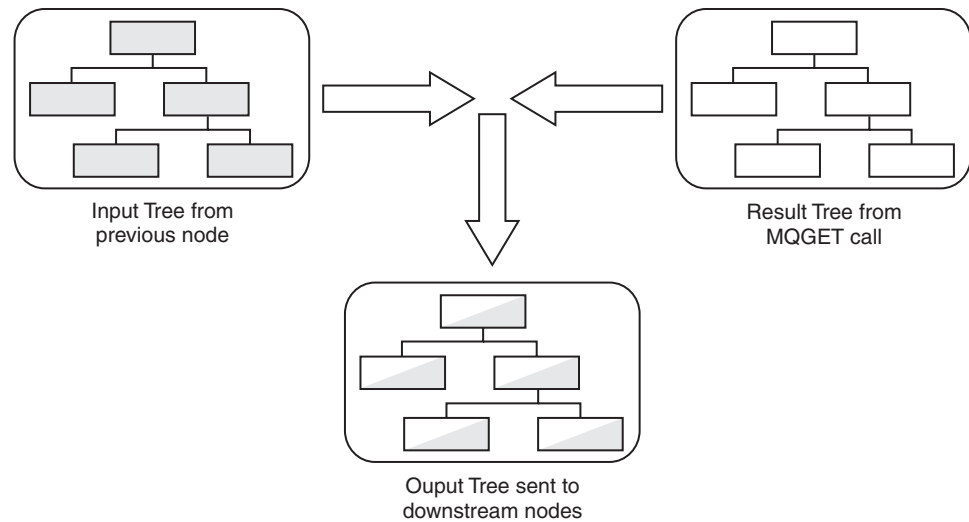 Input Tree from
previous node
Result Tree from
MQGET call
Ouput Tree sent to
downstream nodes